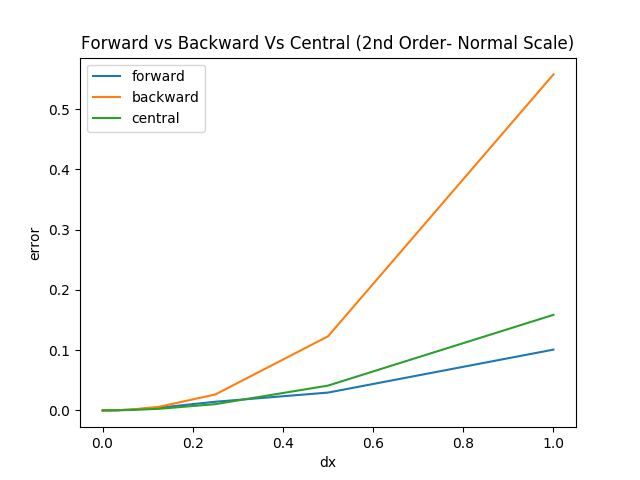 Forward vs Backward Vs Central (2nd Order- Normal Scale)
forward
backward
central
error
0.5
0.4
0.3
0.2
0.1
0.0
0.0 0.2 0.4 0.6 0.8 1.0
dx